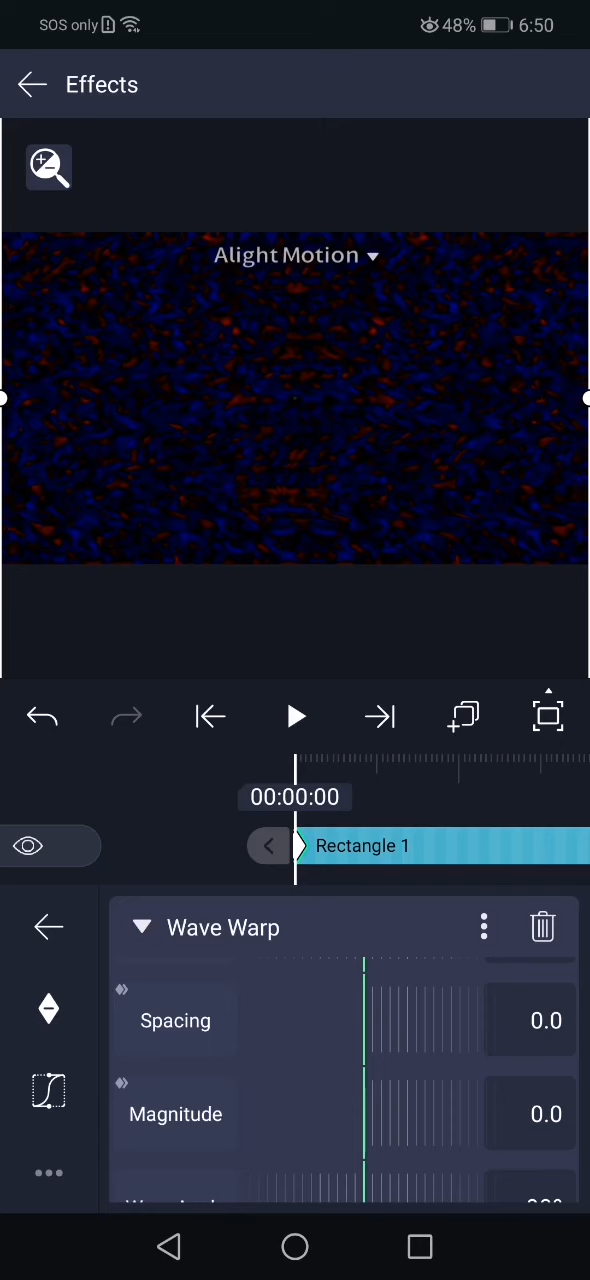 SOS only 48% 6:50
Effects
Alight Motion
00:00:00
Rectangle 1
Wave Warp
Spacing 0.0
Magnitude 0.0